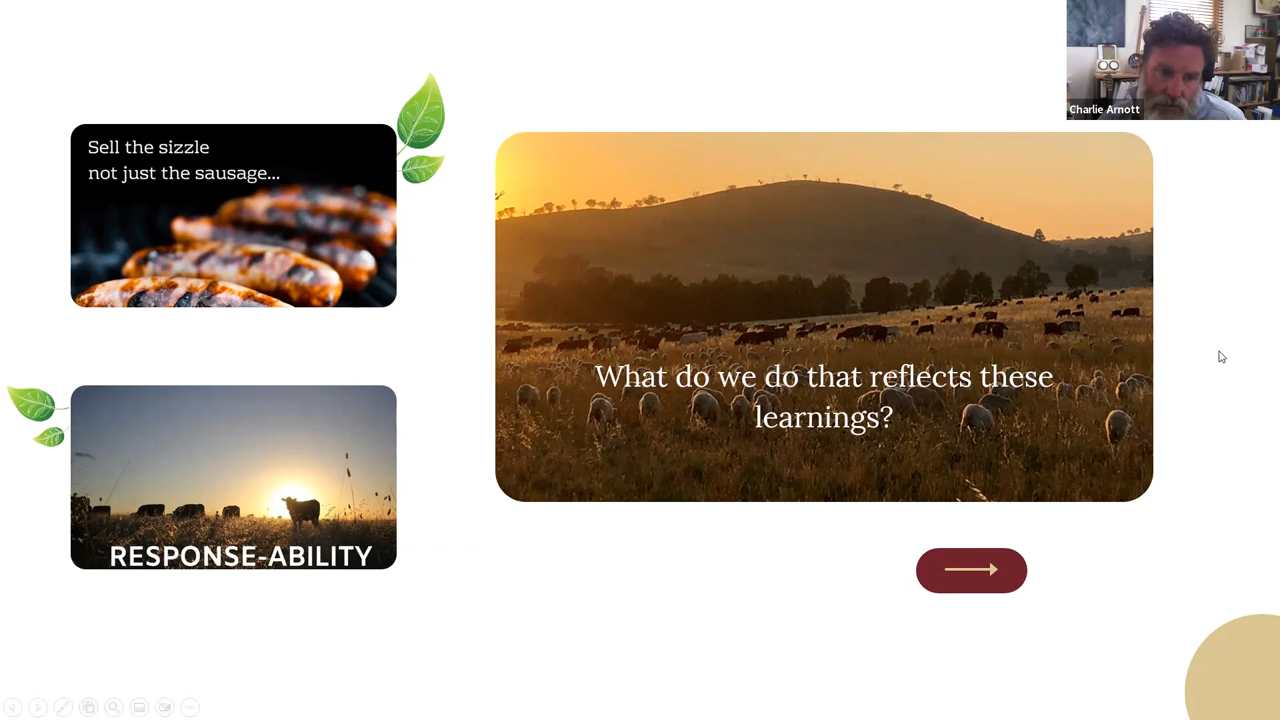 Charlie Arnott
Sell the sizzle
not just the sausage...
What do we do that reflects these
learnings?
RESPONSE-ABILITY